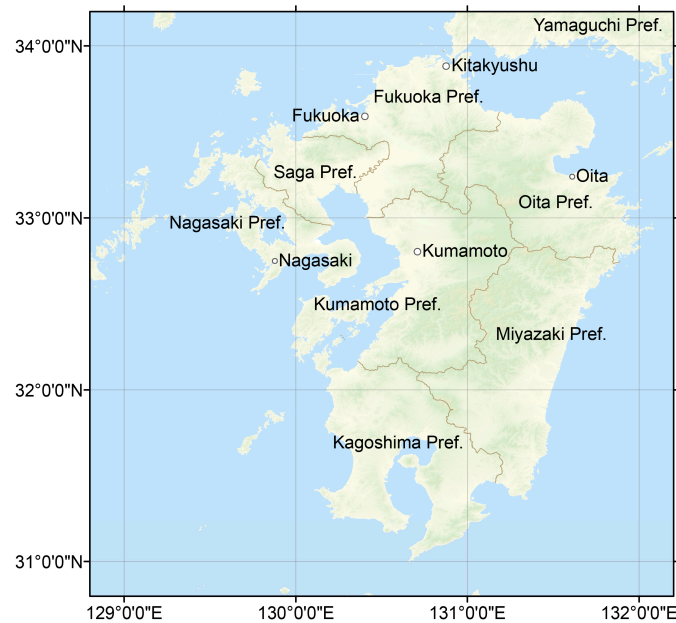 Yamaguchi Pref.
34°0'0"N
Kitakyushu
Fukuoka Pref.
Fukuoka
Saga Pref.
Oita
Oita Pref.
33°0'0"N
Nagasaki Pref.
Kumamoto
Nagasaki
Kumamoto Pref.
Miyazaki Pref.
32°0'0"N
Kagoshima Pref.
31°0'0"N
129°0'0"E 130°0'0"E 131°0'0"E 132°0'0"E